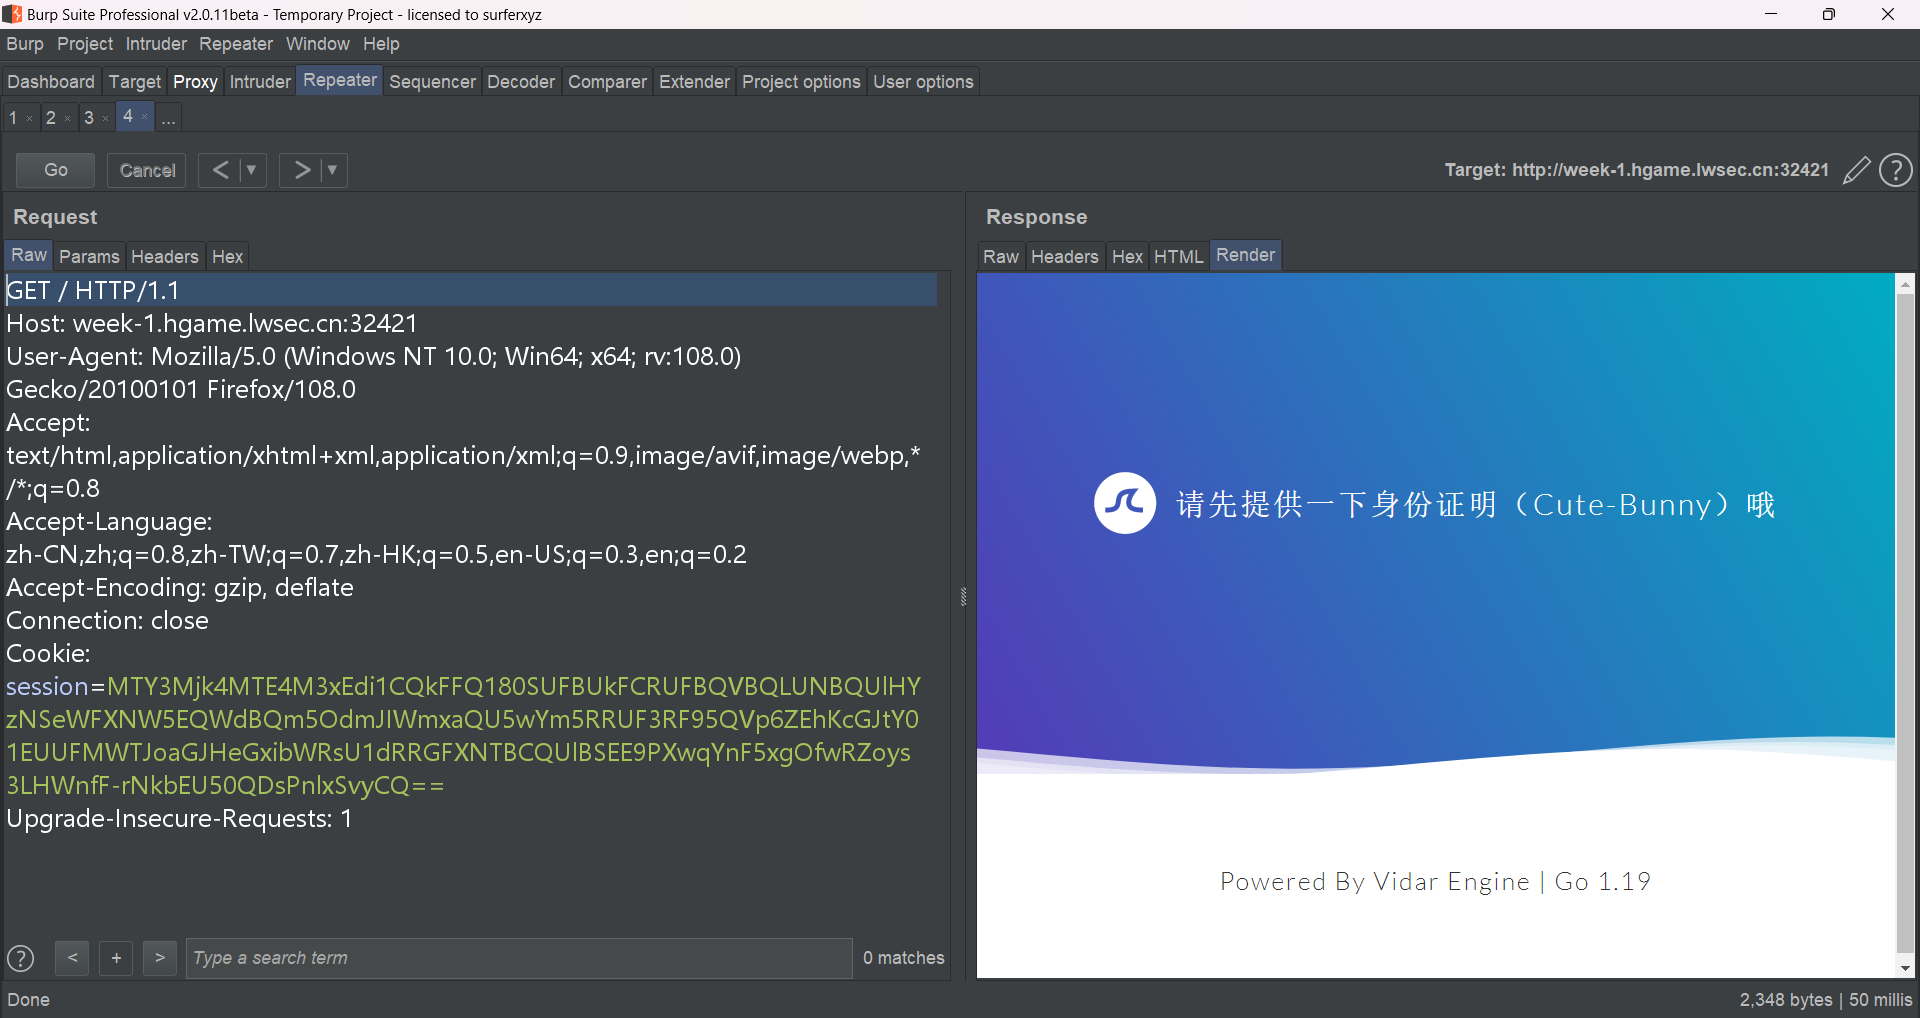 Burp Suite Professional v2.0.11beta - Temporary Project - licensed to surferxyz
Burp Project Intruder Repeater Window Help
Dashboard Target Proxy Intruder Repeater Sequencer Decoder Comparer Extender Project options User options
1 × 2 × 3 × 4 × ...
Go Cancel < ▼ > ▼ Target: http://week-1.hgame.lwsec.cn:32421 ?
Request
Raw Params Headers Hex
GET / HTTP/1.1
Host: week-1.hgame.lwsec.cn:32421
User-Agent: Mozilla/5.0 (Windows NT 10.0; Win64; x64; rv:108.0)
Gecko/20100101 Firefox/108.0
Accept:
text/html,application/xhtml+xml,application/xml;q=0.9,image/avif,image/webp,*
/*;q=0.8
Accept-Language:
zh-CN,zh;q=0.8,zh-TW;q=0.7,zh-HK;q=0.5,en-US;q=0.3,en;q=0.2
Accept-Encoding: gzip, deflate
Connection: close
Cookie:
session=MTY3Mjk4MTE4M3xEdi1CQkFFQ180SUFBUkFCRUFBQVBQLUNBQUlHY
zNSeWFXNW5EQWdBQm5OdmJIWmxaQU5wYm5RRUF3RF95QVp6ZEhKcGJtY0
1EUUFMWTJoaGJHeGxibWRsU1dRRGFXNTBCQUlBSEE9PXwqYnF5xgOfwRZoys
3LHWnfF-rNkbEU50QDsPnlxSvyCQ==
Upgrade-Insecure-Requests: 1
? < + > Type a search term 0 matches
Response
Raw Headers Hex HTML Render
请先提供一下身份证明（Cute-Bunny）哦
Powered By Vidar Engine | Go 1.19
Done
2,348 bytes | 50 millis